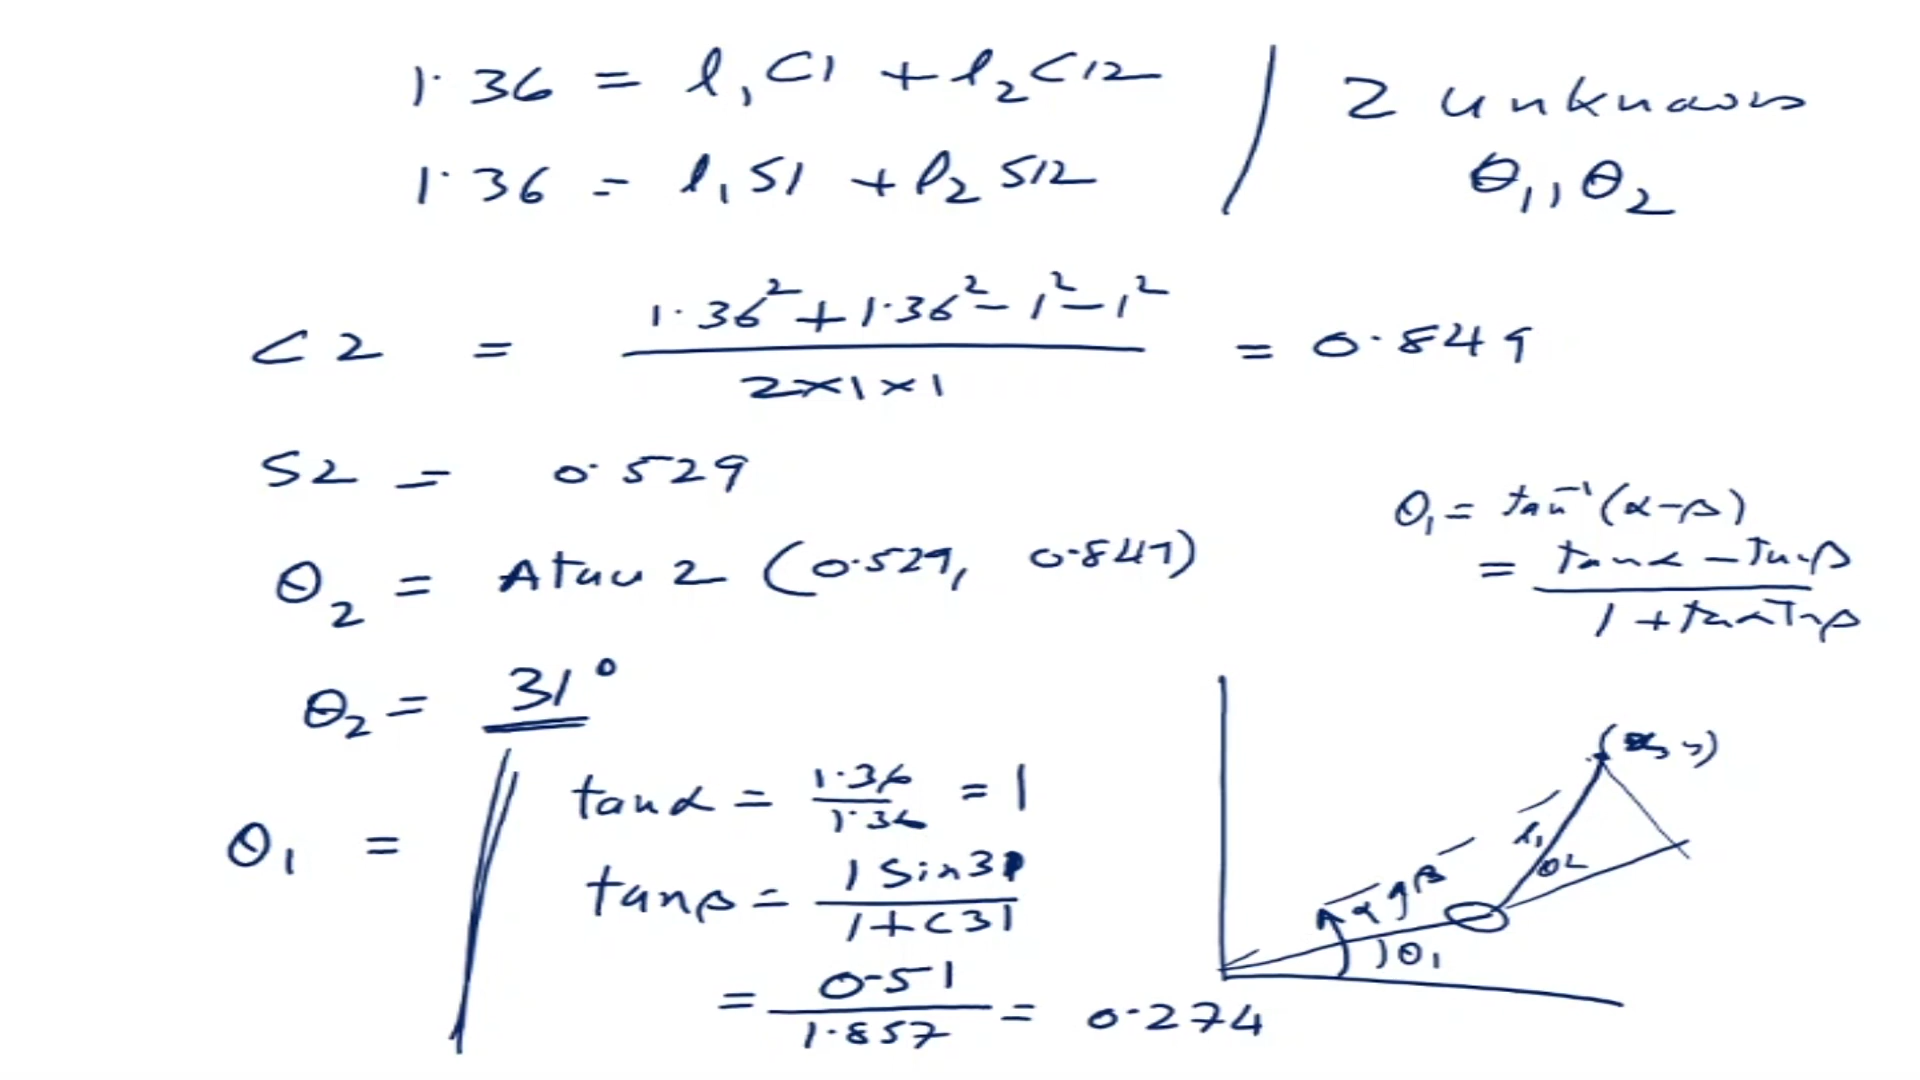 1.36 = l₁C1 + l₂C12
1.36 = l₁S1 + l₂S12
2 unknowns
θ₁, θ₂
C2 = (1.36² + 1.36² - 1² - 1²) / (2×1×1) = 0.849
S2 = 0.529
θ₂ = Atan2 (0.529, 0.849)
θ₂ = 31°
θ₁ = tan⁻¹(α-β)
= (tanα - tanβ) / (1 + tanα Tanβ)
θ₁ =
tanα = 1.36 / 1.36 = 1
tanβ = 1 Sin31 / 1+C31
= 0.51 / 1.857 = 0.274
(x, y)
l₁
θ2
β
α
θ₁